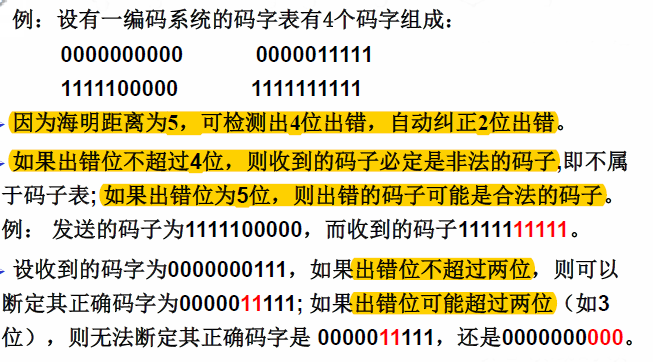 例：设有一编码系统的码字表有4个码字组成：
0000000000 0000011111
1111100000 1111111111
因为海明距离为5，可检测出4位出错，自动纠正2位出错。
如果出错位不超过4位，则收到的码子必定是非法的码子,即不属
于码子表; 如果出错位为5位，则出错的码子可能是合法的码子。
例： 发送的码子为1111100000，而收到的码子1111111111。
设收到的码字为0000000111，如果出错位不超过两位，则可以
断定其正确码字为0000011111; 如果出错位可能超过两位（如3
位），则无法断定其正确码字是 0000011111，还是0000000000。